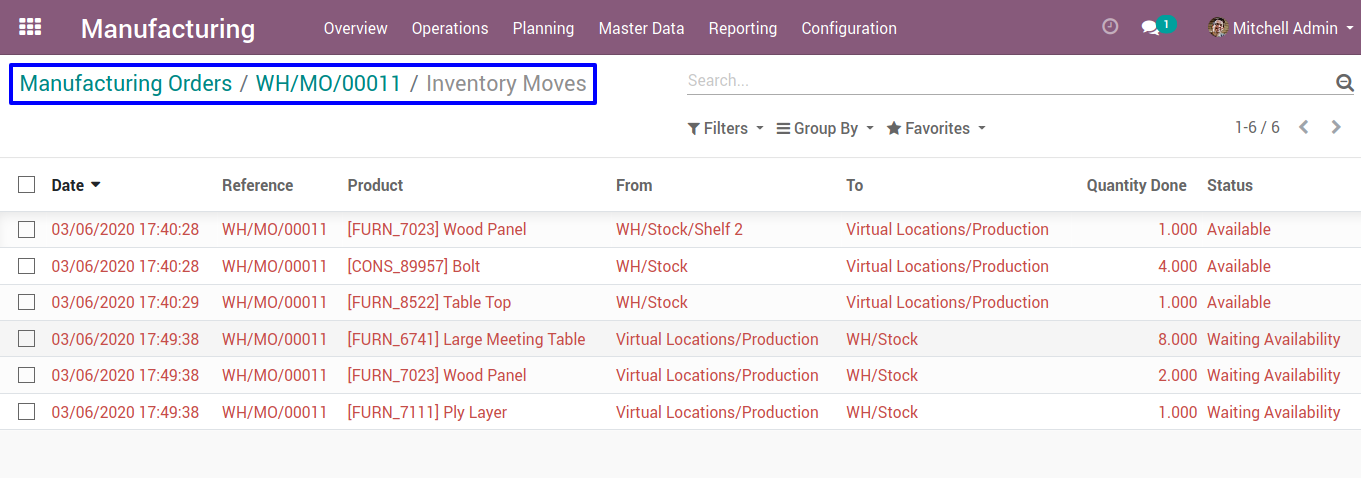 Manufacturing Overview Operations Planning Master Data Reporting Configuration 1 Mitchell Admin
Manufacturing Orders / WH/MO/00011 / Inventory Moves Search...
Filters Group By Favorites 1-6 / 6
Date Reference Product From To Quantity Done Status
03/06/2020 17:40:28 WH/MO/00011 [FURN_7023] Wood Panel WH/Stock/Shelf 2 Virtual Locations/Production 1.000 Available
03/06/2020 17:40:28 WH/MO/00011 [CONS_89957] Bolt WH/Stock Virtual Locations/Production 4.000 Available
03/06/2020 17:40:29 WH/MO/00011 [FURN_8522] Table Top WH/Stock Virtual Locations/Production 1.000 Available
03/06/2020 17:49:38 WH/MO/00011 [FURN_6741] Large Meeting Table Virtual Locations/Production WH/Stock 8.000 Waiting Availability
03/06/2020 17:49:38 WH/MO/00011 [FURN_7023] Wood Panel Virtual Locations/Production WH/Stock 2.000 Waiting Availability
03/06/2020 17:49:38 WH/MO/00011 [FURN_7111] Ply Layer Virtual Locations/Production WH/Stock 1.000 Waiting Availability